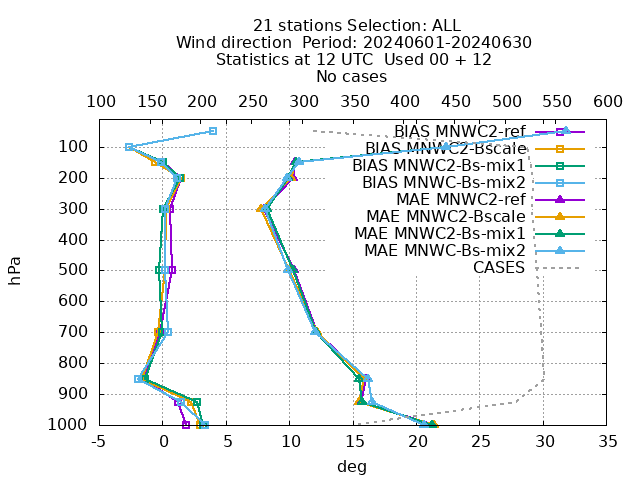 21 stations Selection: ALL
Wind direction  Period: 20240601-20240630
Statistics at 12 UTC  Used 00 + 12
No cases
100 150 200 250 300 350 400 450 500 550 600
BIAS MNWC2-ref
100
BIAS MNWC2-Bscale
BIAS MNWC2-Bs-mix1
200
BIAS MNWC-Bs-mix2
MAE MNWC2-ref
300
MAE MNWC2-Bscale
MAE MNWC2-Bs-mix1
400
MAE MNWC-Bs-mix2
500
CASES
hPa
600
700
800
900
1000
-5 0 5 10 15 20 25 30 35
deg